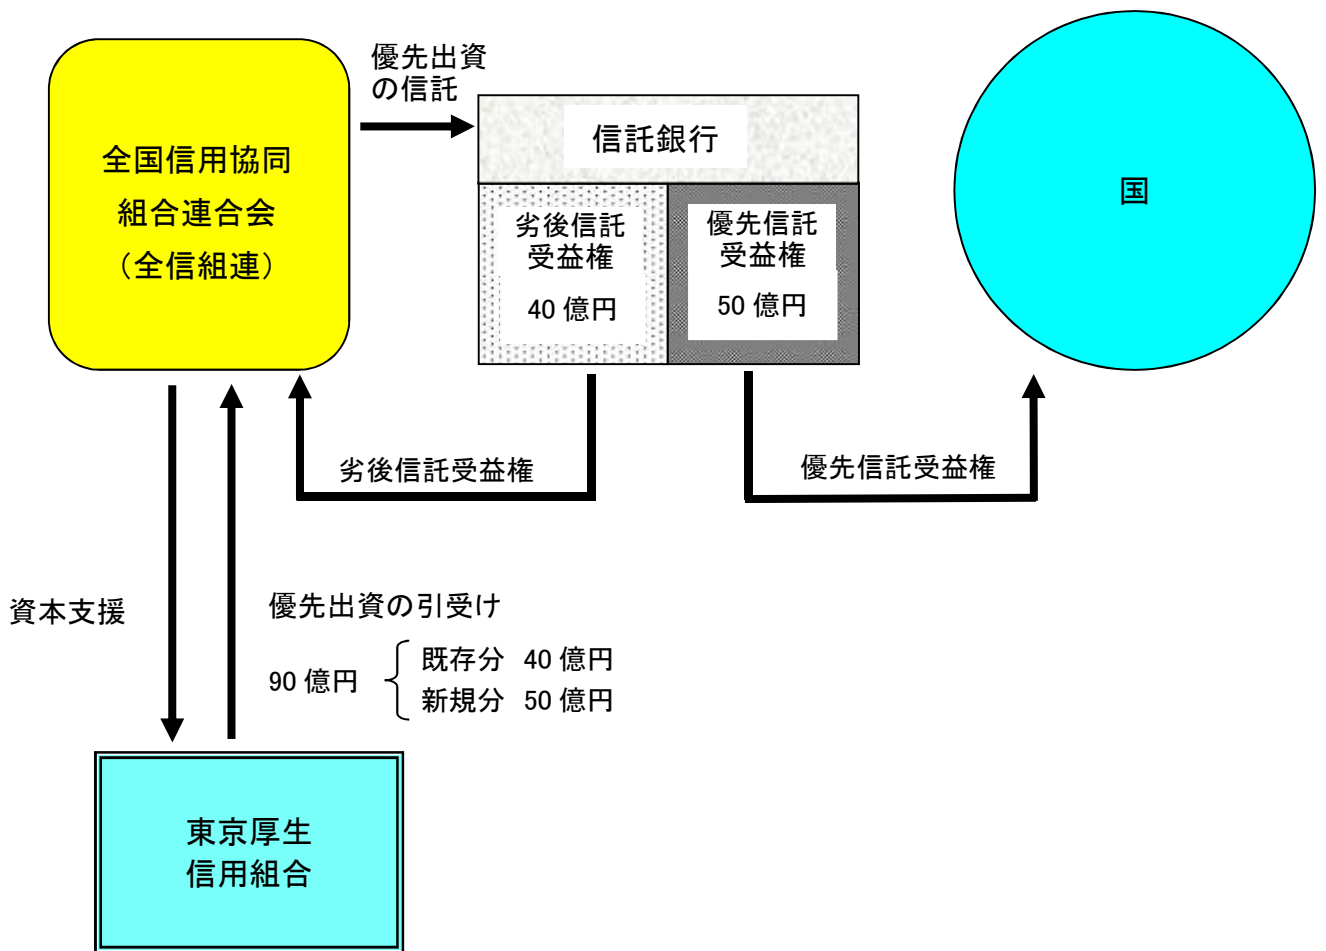 全国信用協同
組合連合会
（全信組連）
優先出資
の信託
信託銀行
劣後信託
受益権
40 億円
優先信託
受益権
50 億円
国
劣後信託受益権
優先信託受益権
資本支援
優先出資の引受け
90 億円
既存分 40 億円
新規分 50 億円
東京厚生
信用組合